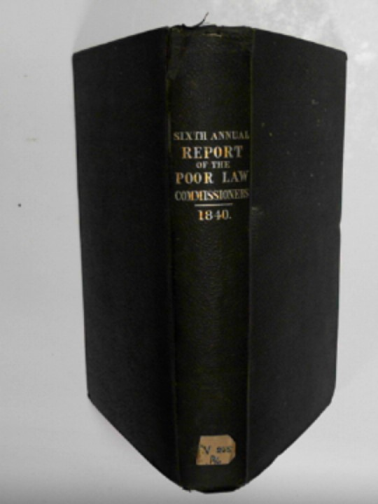 SIXTH ANNUAL
REPORT
OF THE
POOR LAW
COMMISSIONERS
1840.
V